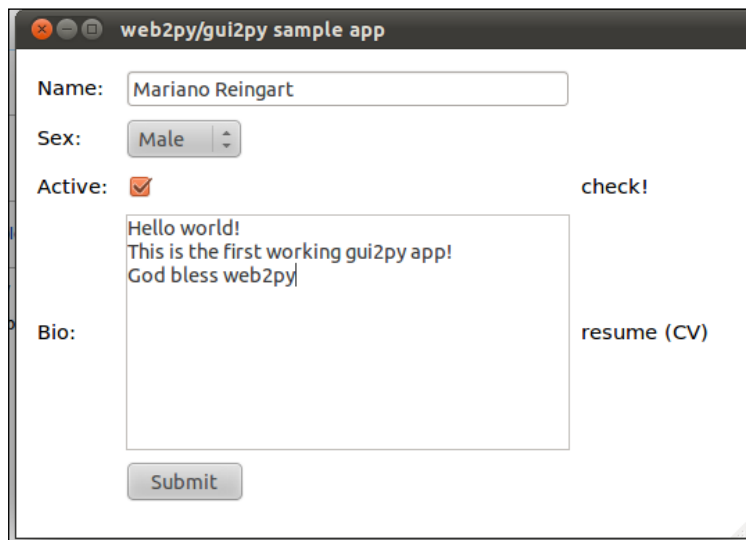 web2py/gui2py sample app
Name: Mariano Reingart
Sex: Male
Active: check!
Hello world!
This is the first working gui2py app!
God bless web2py
Bio: resume (CV)
Submit